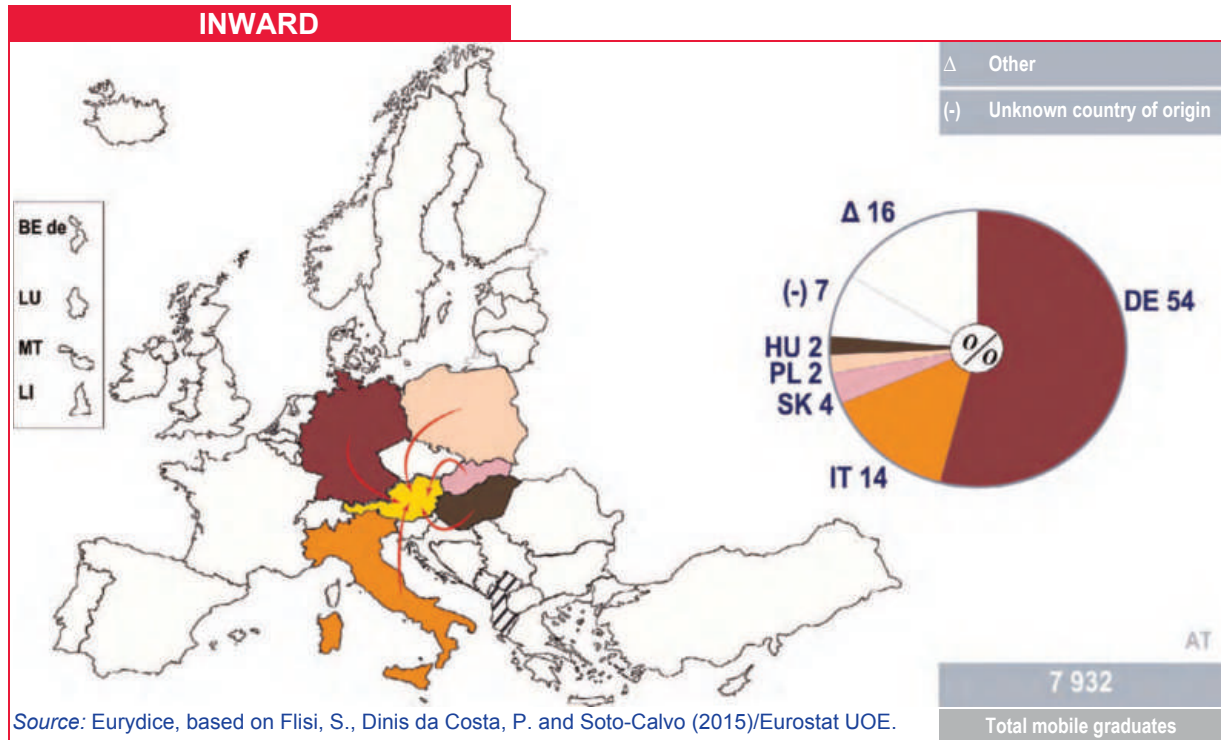 INWARD
Δ Other
(-) Unknown country of origin
BE de
LU
MT
LI
Δ 16
(-) 7
HU 2
PL 2
SK 4
IT 14
DE 54
%
AT
7 932
Total mobile graduates
Source: Eurydice, based on Flisi, S., Dinis da Costa, P. and Soto-Calvo (2015)/Eurostat UOE.